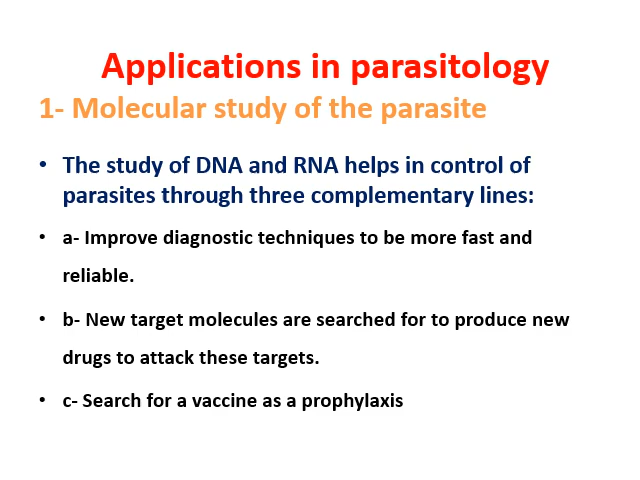 Applications in parasitology
1- Molecular study of the parasite
• The study of DNA and RNA helps in control of
parasites through three complementary lines:
• a- Improve diagnostic techniques to be more fast and
reliable.
• b- New target molecules are searched for to produce new
drugs to attack these targets.
• c- Search for a vaccine as a prophylaxis